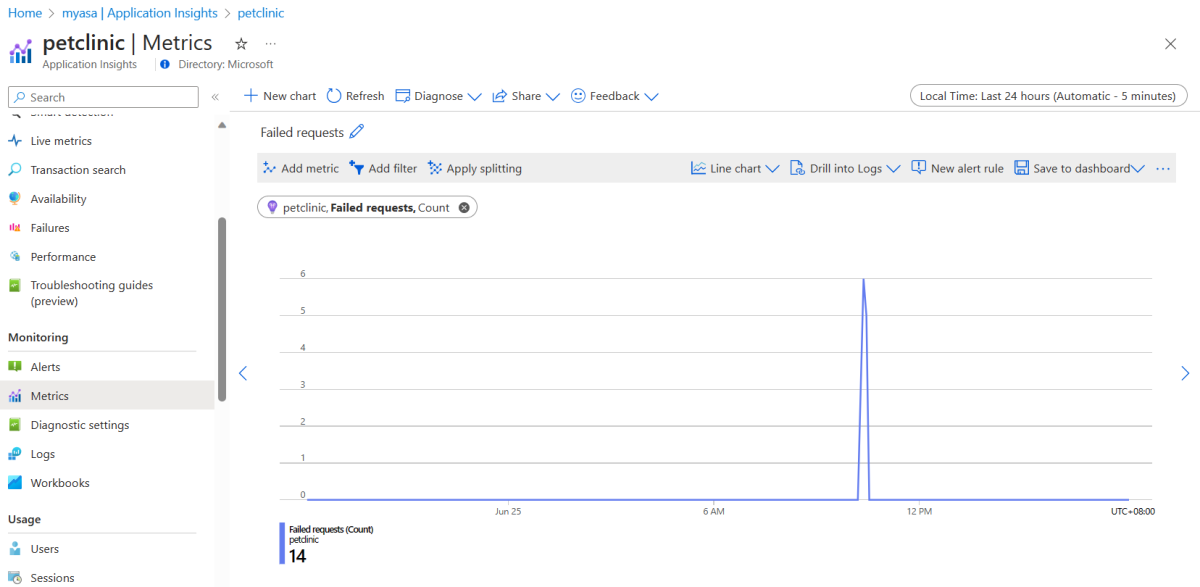 Home > myasa | Application Insights > petclinic
petclinic | Metrics ☆ ···
Application Insights Directory: Microsoft
Search «
Smart detection
Live metrics
Transaction search
Availability
Failures
Performance
Troubleshooting guides
(preview)
Monitoring
Alerts
Metrics
Diagnostic settings
Logs
Workbooks
Usage
Users
Sessions
New chart Refresh Diagnose Share Feedback
Local Time: Last 24 hours (Automatic - 5 minutes)
Failed requests
Add metric Add filter Apply splitting Line chart Drill into Logs New alert rule Save to dashboard ···
petclinic, Failed requests, Count
6
5
4
3
2
1
0
Jun 25 6 AM 12 PM UTC+08:00
Failed requests (Count)
petclinic
14